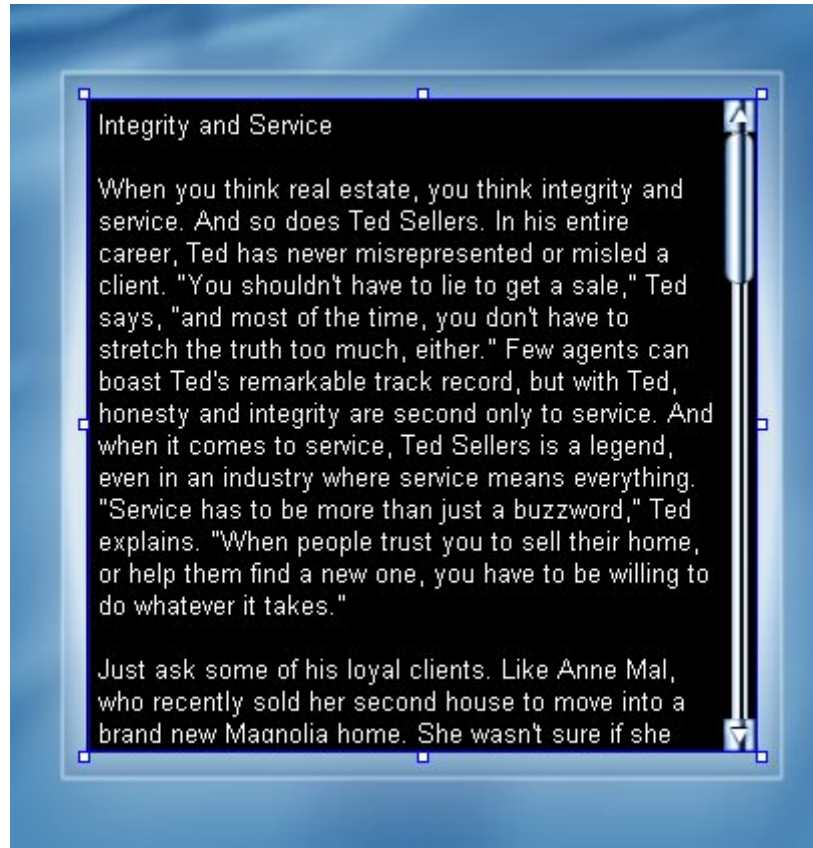 Integrity and Service
When you think real estate, you think integrity and
service. And so does Ted Sellers. In his entire
career, Ted has never misrepresented or misled a
client. "You shouldn't have to lie to get a sale," Ted
says, "and most of the time, you don't have to
stretch the truth too much, either." Few agents can
boast Ted's remarkable track record, but with Ted,
honesty and integrity are second only to service. And
when it comes to service, Ted Sellers is a legend,
even in an industry where service means everything.
"Service has to be more than just a buzzword," Ted
explains. "When people trust you to sell their home,
or help them find a new one, you have to be willing to
do whatever it takes."
Just ask some of his loyal clients. Like Anne Mal,
who recently sold her second house to move into a
brand new Magnolia home. She wasn't sure if she